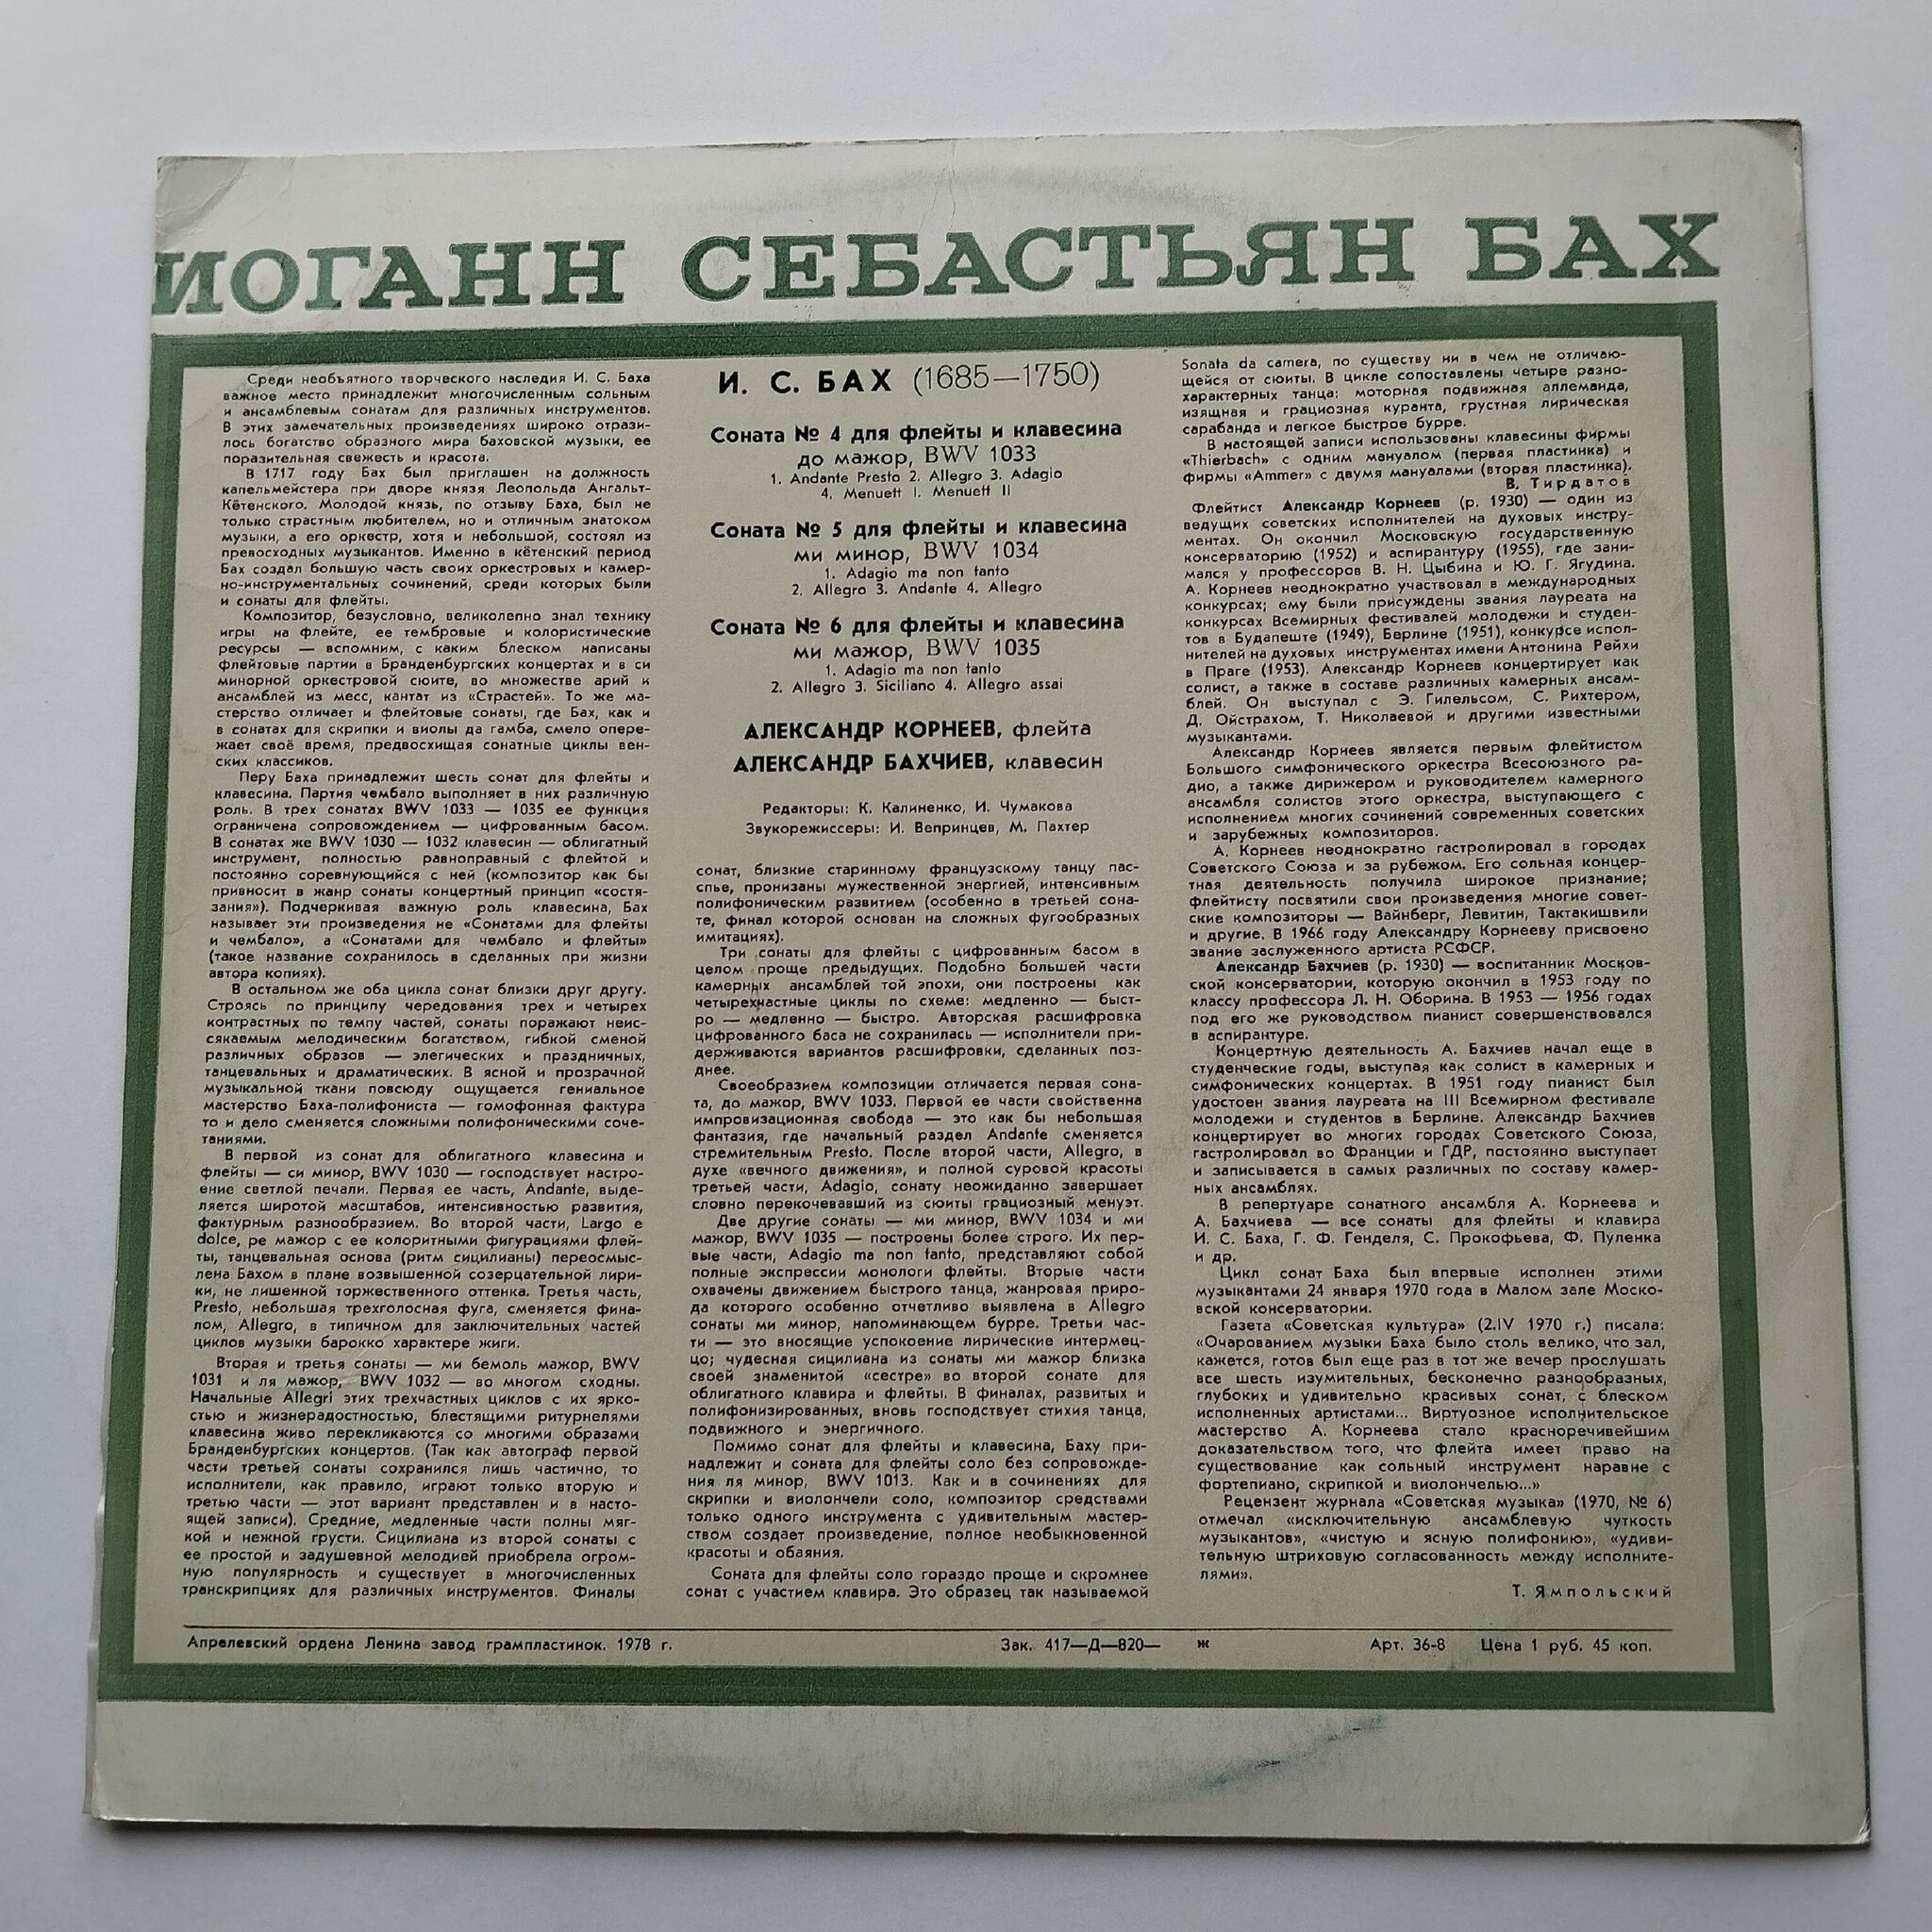 ИОГАНН СЕБАСТЬЯН БАХ
Среди необъятного творческого наследия И. С. Баха
важное место принадлежит многочисленным сольным
и ансамблевым сонатам для различных инструментов.
В этих замечательных произведениях широко отрази-
лось богатство образного мира баховской музыки, ее
поразительная свежесть и красота.
В 1717 году Бах был приглашен на должность
капельмейстера при дворе князя Леопольда Ангальт-
Кётенского. Молодой князь, по отзыву Баха, был не
только страстным любителем, но и отличным знатоком
музыки, а его оркестр, хотя и небольшой, состоял из
превосходных музыкантов. Именно в кётенский период
Бах создал большую часть своих оркестровых и камер-
но-инструментальных сочинений, среди которых были
и сонаты для флейты.
Композитор, безусловно, великолепно знал технику
игры на флейте, ее тембровые и колористические
ресурсы — вспомним, с каким блеском написаны
флейтовые партии в Бранденбургских концертах и в си
минорной оркестровой сюите, во множестве арий и
ансамблей из месс, кантат из «Страстей». То же ма-
стерство отличает и флейтовые сонаты, где Бах, как и
в сонатах для скрипки и виолы да гамба, смело опере-
жает своё время, предвосхищая сонатные циклы вен-
ских классиков.
Перу Баха принадлежит шесть сонат для флейты и
клавесина. Партия чембало выполняет в них различную
роль. В трех сонатах BWV 1033 — 1035 ее функция
ограничена сопровождением — цифрованным басом.
В сонатах же BWV 1030 — 1032 клавесин — облигатный
инструмент, полностью равноправный с флейтой и
постоянно соревнующийся с ней (композитор как бы
привносит в жанр сонаты концертный принцип «состя-
зания»). Подчеркивая важную роль клавесина, Бах
называет эти произведения не «Сонатами для флейты
и чембало», а «Сонатами для чембало и флейты»
(такое название сохранилось в сделанных при жизни
автора копиях).
В остальном же оба цикла сонат близки друг другу.
Строясь по принципу чередования трех и четырех
контрастных по темпу частей, сонаты поражают неис-
сякаемым мелодическим богатством, гибкой сменой
различных образов — элегических и праздничных,
танцевальных и драматических. В ясной и прозрачной
музыкальной ткани повсюду ощущается гениальное
мастерство Баха-полифониста — гомофонная фактура
то и дело сменяется сложными полифоническими соче-
таниями.
В первой из сонат для облигатного клавесина и
флейты — си минор, BWV 1030 — господствует настро-
ение светлой печали. Первая ее часть, Andante, выде-
ляется широтой масштабов, интенсивностью развития,
фактурным разнообразием. Во второй части, Largo e
dolce, ре мажор с ее колоритными фигурациями флей-
ты, танцевальная основа (ритм сицилианы) переосмыс-
лена Бахом в плане возвышенной созерцательной лири-
ки, не лишенной торжественного оттенка. Третья часть,
Presto, небольшая трехголосная фуга, сменяется фина-
лом, Allegro, в типичном для заключительных частей
циклов музыки барокко характере жиги.
Вторая и третья сонаты — ми бемоль мажор, BWV
1031 и ля мажор, BWV 1032 — во многом сходны.
Начальные Allegri этих трехчастных циклов с их ярко-
стью и жизнерадостностью, блестящими ритурнелями
клавесина живо перекликаются со многими образами
Бранденбургских концертов. (Так как автограф первой
части третьей сонаты сохранился лишь частично, то
исполнители, как правило, играют только вторую и
третью части — этот вариант представлен и в насто-
ящей записи). Средние, медленные части полны мяг-
кой и нежной грусти. Сицилиана из второй сонаты с
ее простой и задушевной мелодией приобрела огром-
ную популярность и существует в многочисленных
транскрипциях для различных инструментов. Финалы
И. С. БАХ (1685—1750)
Соната № 4 для флейты и клавесина
до мажор, BWV 1033
1. Andante Presto 2. Allegro 3. Adagio
4. Menuett I. Menuett II
Соната № 5 для флейты и клавесина
ми минор, BWV 1034
1. Adagio ma non tanto
2. Allegro 3. Andante 4. Allegro
Соната № 6 для флейты и клавесина
ми мажор, BWV 1035
1. Adagio ma non tanto
2. Allegro 3. Siciliano 4. Allegro assai
АЛЕКСАНДР КОРНЕЕВ, флейта
АЛЕКСАНДР БАХЧИЕВ, клавесин
Редакторы: К. Калиненко, И. Чумакова
Звукорежиссеры: И. Вепринцев, М. Пахтер
сонат, близкие старинному французскому танцу пас-
спье, пронизаны мужественной энергией, интенсивным
полифоническим развитием (особенно в третьей сона-
те, финал которой основан на сложных фугообразных
имитациях).
Три сонаты для флейты с цифрованным басом в
целом проще предыдущих. Подобно большей части
камерных ансамблей той эпохи, они построены как
четырехчастные циклы по схеме: медленно — быст-
ро — медленно — быстро. Авторская расшифровка
цифрованного баса не сохранилась — исполнители при-
держиваются вариантов расшифровки, сделанных позд-
нее.
Своеобразием композиции отличается первая сона-
та, до мажор, BWV 1033. Первой ее части свойственна
импровизационная свобода — это как бы небольшая
фантазия, где начальный раздел Andante сменяется
стремительным Presto. После второй части, Allegro, в
духе «вечного движения», и полной суровой красоты
третьей части, Adagio, сонату неожиданно завершает
словно перекочевавший из сюиты грациозный менуэт.
Две другие сонаты — ми минор, BWV 1034 и ми
мажор, BWV 1035 — построены более строго. Их пер-
вые части, Adagio ma non tanto, представляют собой
полные экспрессии монологи флейты. Вторые части
охвачены движением быстрого танца, жанровая приро-
да которого особенно отчетливо выявлена в Allegro
сонаты ми минор, напоминающем бурре. Третьи час-
ти — это вносящие успокоение лирические интермец-
цо; чудесная сицилиана из сонаты ми мажор близка
своей знаменитой «сестре» во второй сонате для
облигатного клавира и флейты. В финалах, развитых и
полифонизированных, вновь господствует стихия танца,
подвижного и энергичного.
Помимо сонат для флейты и клавесина, Баху при-
надлежит и соната для флейты соло без сопровожде-
ния ля минор, BWV 1013. Как и в сочинениях для
скрипки и виолончели соло, композитор средствами
только одного инструмента с удивительным мастер-
ством создает произведение, полное необыкновенной
красоты и обаяния.
Соната для флейты соло гораздо проще и скромнее
сонат с участием клавира. Это образец так называемой
Sonata da camera, по существу ни в чем не отличаю-
щейся от сюиты. В цикле сопоставлены четыре разно-
характерных танца: моторная подвижная аллеманда,
изящная и грациозная куранта, грустная лирическая
сарабанда и легкое быстрое бурре.
В настоящей записи использованы клавесины фирмы
«Thierbach» с одним мануалом (первая пластинка) и
фирмы «Ammer» с двумя мануалами (вторая пластинка).
В. Тирдатов
Флейтист Александр Корнеев (р. 1930) — один из
ведущих советских исполнителей на духовых инстру-
ментах. Он окончил Московскую государственную
консерваторию (1952) и аспирантуру (1955), где зани-
мался у профессоров В. Н. Цыбина и Ю. Г. Ягудина.
А. Корнеев неоднократно участвовал в международных
конкурсах; ему были присуждены звания лауреата на
конкурсах Всемирных фестивалей молодежи и студен-
тов в Будапеште (1949), Берлине (1951), конкурсе испол-
нителей на духовых инструментах имени Антонина Рейхи
в Праге (1953). Александр Корнеев концертирует как
солист, а также в составе различных камерных ансам-
блей. Он выступал с Э. Гилельсом, С. Рихтером,
Д. Ойстрахом, Т. Николаевой и другими известными
музыкантами.
Александр Корнеев является первым флейтистом
Большого симфонического оркестра Всесоюзного ра-
дио, а также дирижером и руководителем камерного
ансамбля солистов этого оркестра, выступающего с
исполнением многих сочинений современных советских
и зарубежных композиторов.
А. Корнеев неоднократно гастролировал в городах
Советского Союза и за рубежом. Его сольная концер-
тная деятельность получила широкое признание;
флейтисту посвятили свои произведения многие совет-
ские композиторы — Вайнберг, Левитин, Тактакишвили
и другие. В 1966 году Александру Корнееву присвоено
звание заслуженного артиста РСФСР.
Александр Бахчиев (р. 1930) — воспитанник Москов-
ской консерватории, которую окончил в 1953 году по
классу профессора Л. Н. Оборина. В 1953 — 1956 годах
под его же руководством пианист совершенствовался
в аспирантуре.
Концертную деятельность А. Бахчиев начал еще в
студенческие годы, выступая как солист в камерных и
симфонических концертах. В 1951 году пианист был
удостоен звания лауреата на III Всемирном фестивале
молодежи и студентов в Берлине. Александр Бахчиев
концертирует во многих городах Советского Союза,
гастролировал во Франции и ГДР, постоянно выступает
и записывается в самых различных по составу камер-
ных ансамблях.
В репертуаре сонатного ансамбля А. Корнеева и
А. Бахчиева — все сонаты для флейты и клавира
И. С. Баха, Г. Ф. Генделя, С. Прокофьева, Ф. Пуленка
и др.
Цикл сонат Баха был впервые исполнен этими
музыкантами 24 января 1970 года в Малом зале Моско-
вской консерватории.
Газета «Советская культура» (2.IV 1970 г.) писала:
«Очарованием музыки Баха было столь велико, что зал,
кажется, готов был еще раз в тот же вечер прослушать
все шесть изумительных, бесконечно разнообразных,
глубоких и удивительно красивых сонат, с блеском
исполненных артистами... Виртуозное исполнительское
мастерство А. Корнеева стало красноречивейшим
доказательством того, что флейта имеет право на
существование как сольный инструмент наравне с
фортепиано, скрипкой и виолончелью...»
Рецензент журнала «Советская музыка» (1970, № 6)
отмечал «исключительную ансамблевую чуткость
музыкантов», «чистую и ясную полифонию», «удиви-
тельную штриховую согласованность между исполните-
лями».
Т. Ямпольский
Апрелевский ордена Ленина завод грампластинок. 1978 г. Зак. 417—Д—820— ж Арт. 36-8 Цена 1 руб. 45 коп.